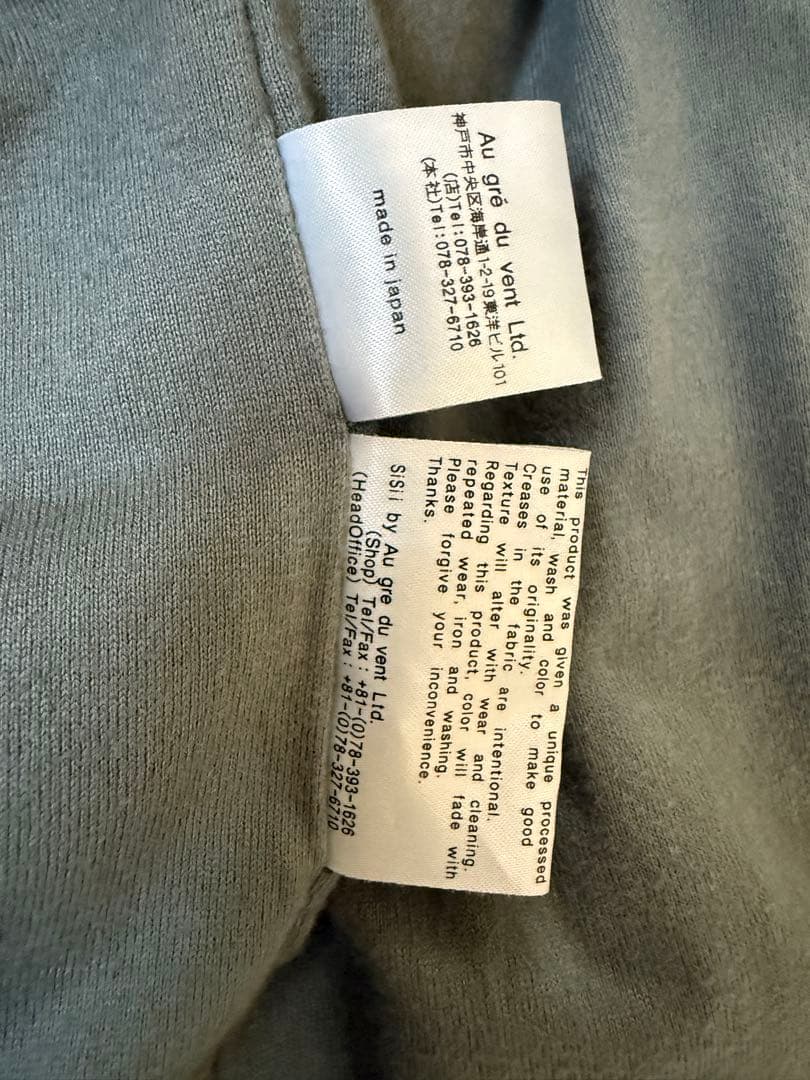 Au gré du vent Ltd.
神戸市中央区海岸通1-2-19東洋ビル101
(店)Tel:078-393-1626
(本社)Tel:078-327-6710
made in japan
This product was given a unique processed
material, wash and color to make good
use of its originality.
Creases in the fabric are intentional.
Texture will alter with wear and cleaning.
Regarding this product, color will fade with
repeated wear, iron and washing.
Please forgive your inconvenience.
Thanks.
SiSii by Au gre du vent Ltd.
(Shop) Tel/Fax : +81-(0)78-393-1626
(HeadOffice) Tel/Fax : +81-(0)78-327-6710